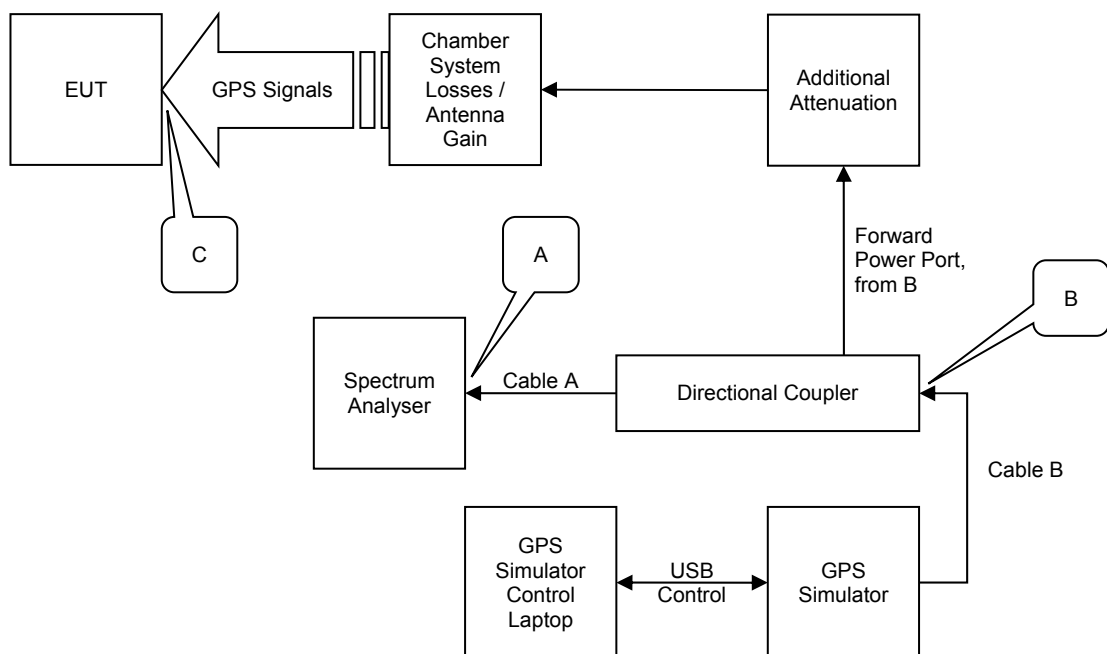 EUT
GPS Signals
Chamber
System
Losses /
Antenna
Gain
Additional
Attenuation
C
A
Forward
Power Port,
from B
B
Spectrum
Analyser
Cable A
Directional Coupler
Cable B
GPS
Simulator
Control
Laptop
USB
Control
GPS
Simulator